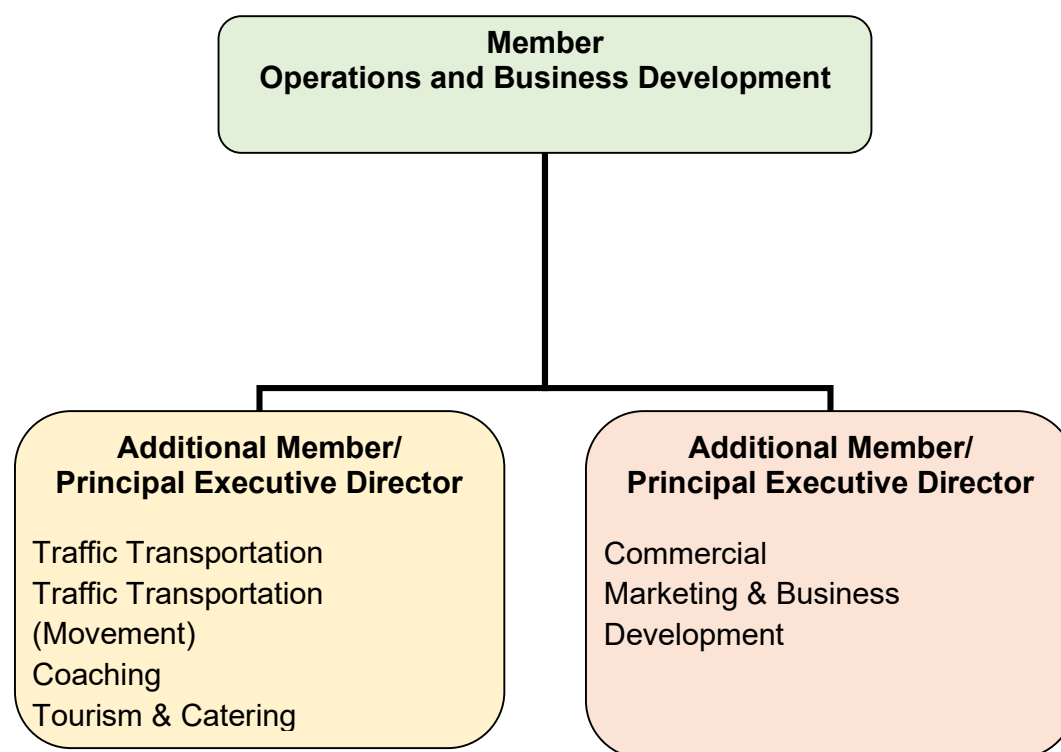 Member
Operations and Business Development
Additional Member/
Principal Executive Director
Traffic Transportation
Traffic Transportation
(Movement)
Coaching
Tourism & Catering
Additional Member/
Principal Executive Director
Commercial
Marketing & Business
Development